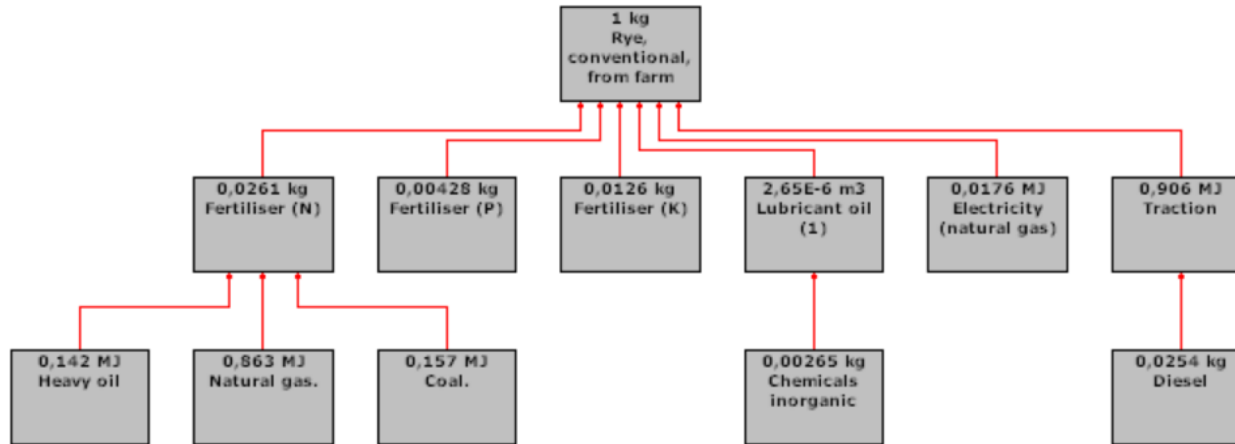 1 kg
Rye,
conventional,
from farm
0,0261 kg
Fertiliser (N)
0,00428 kg
Fertiliser (P)
0,0126 kg
Fertiliser (K)
2,65E-6 m3
Lubricant oil
(1)
0,0176 MJ
Electricity
(natural gas)
0,906 MJ
Traction
0,142 MJ
Heavy oil
0,863 MJ
Natural gas.
0,157 MJ
Coal.
0,00265 kg
Chemicals
inorganic
0,0254 kg
Diesel